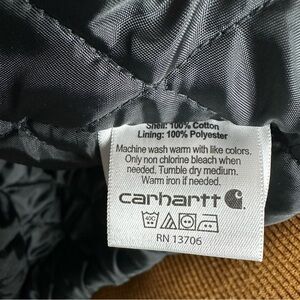 Shell: 100% Cotton
Lining: 100% Polyester
Machine wash warm with like colors.
Only non chlorine bleach when
needed. Tumble dry medium.
Warm iron if needed.
carhartt
RN 13706